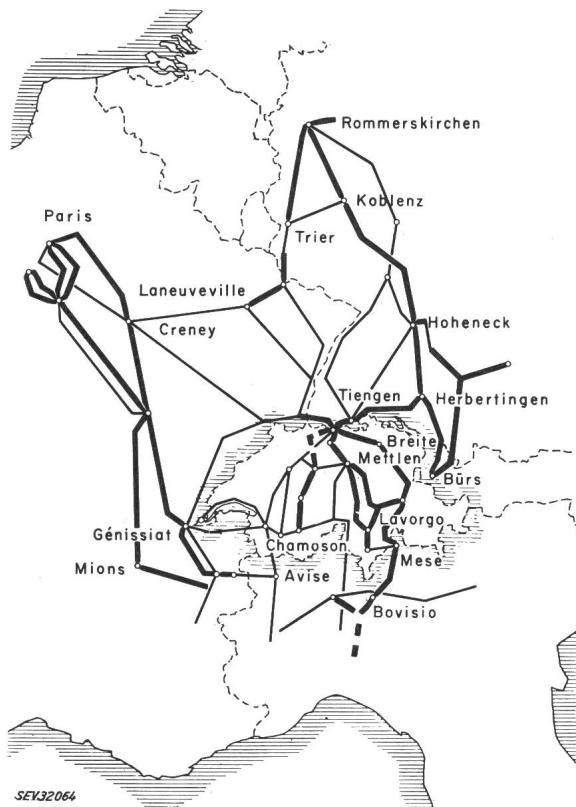 Rommerskirchen
Koblenz
Paris
Trier
Laneuveville
Creney
Hoheneck
Tiengen
Herbertingen
Breite
Mettlen
Bürs
Lavorgo
Génissiat
Chamoson
Mese
Mions
Avise
Bovisio
SEV32064